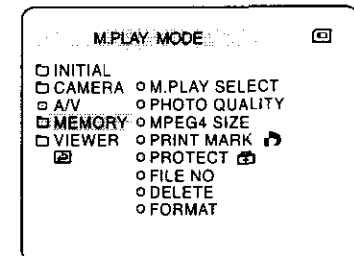 M.PLAY MODE
INITIAL
CAMERA M.PLAY SELECT
A/V PHOTO QUALITY
MEMORY MPEG4 SIZE
VIEWER PRINT MARK
PROTECT
FILE NO
DELETE
FORMAT